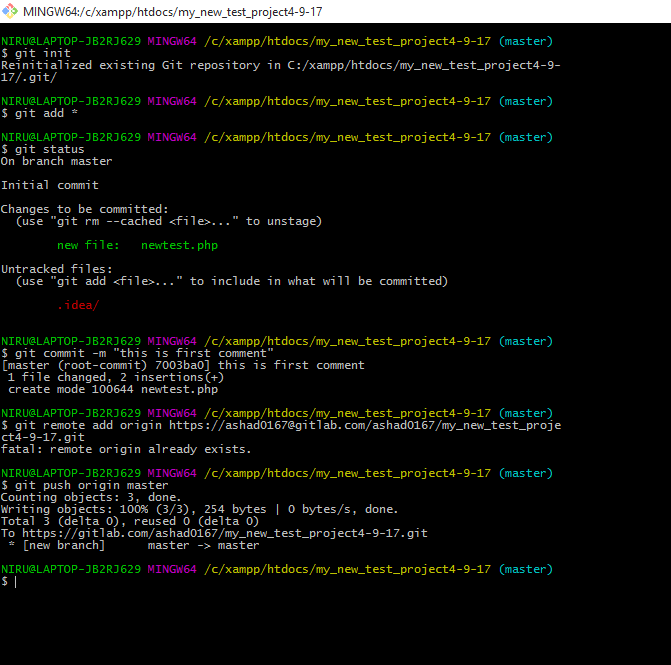 MINGW64:/c/xampp/htdocs/my_new_test_project4-9-17
NIRU@LAPTOP-JB2RJ629 MINGW64 /c/xampp/htdocs/my_new_test_project4-9-17 (master)
$ git init
Reinitialized existing Git repository in C:/xampp/htdocs/my_new_test_project4-9-
17/.git/
NIRU@LAPTOP-JB2RJ629 MINGW64 /c/xampp/htdocs/my_new_test_project4-9-17 (master)
$ git add *
NIRU@LAPTOP-JB2RJ629 MINGW64 /c/xampp/htdocs/my_new_test_project4-9-17 (master)
$ git status
On branch master
Initial commit
Changes to be committed:
  (use "git rm --cached <file>..." to unstage)
        new file:   newtest.php
Untracked files:
  (use "git add <file>..." to include in what will be committed)
        .idea/
NIRU@LAPTOP-JB2RJ629 MINGW64 /c/xampp/htdocs/my_new_test_project4-9-17 (master)
$ git commit -m "this is first comment"
[master (root-commit) 7003ba0] this is first comment
 1 file changed, 2 insertions(+)
 create mode 100644 newtest.php
NIRU@LAPTOP-JB2RJ629 MINGW64 /c/xampp/htdocs/my_new_test_project4-9-17 (master)
$ git remote add origin https://ashad0167@gitlab.com/ashad0167/my_new_test_proje
ct4-9-17.git
fatal: remote origin already exists.
NIRU@LAPTOP-JB2RJ629 MINGW64 /c/xampp/htdocs/my_new_test_project4-9-17 (master)
$ git push origin master
Counting objects: 3, done.
Writing objects: 100% (3/3), 254 bytes | 0 bytes/s, done.
Total 3 (delta 0), reused 0 (delta 0)
To https://gitlab.com/ashad0167/my_new_test_project4-9-17.git
 * [new branch]      master -> master
NIRU@LAPTOP-JB2RJ629 MINGW64 /c/xampp/htdocs/my_new_test_project4-9-17 (master)
$